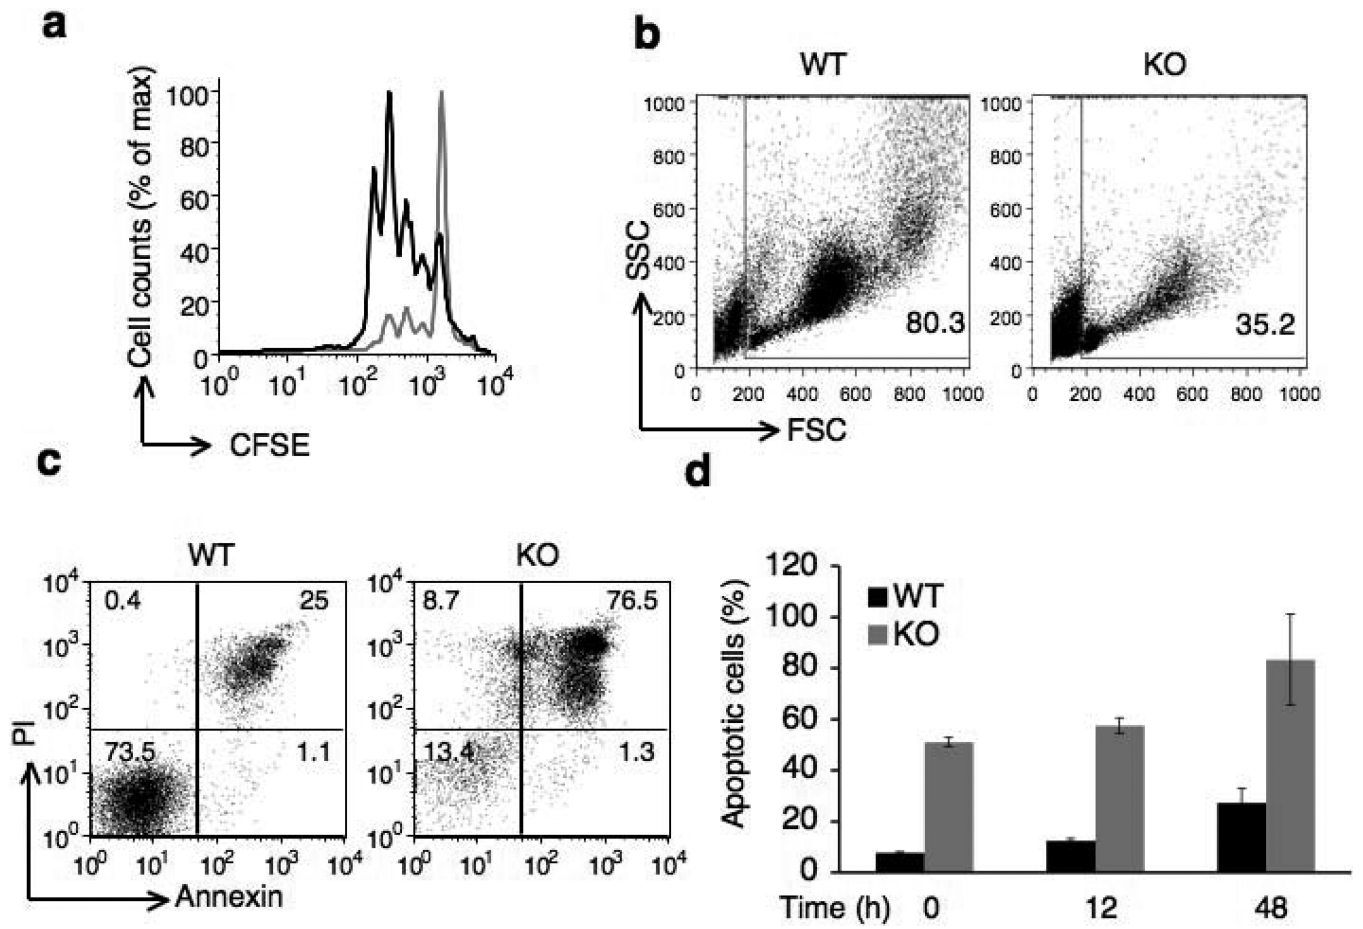 a
Cell counts (% of max)
100
80
60
40
20
0
10^0 10^1 10^2 10^3 10^4
CFSE
b
WT KO
SSC
1000
800
600
400
200
0
80.3
0 200 400 600 800 1000
1000
800
600
400
200
0
35.2
0 200 400 600 800 1000
FSC
c
WT KO
PI
10^4
10^3
10^2
10^1
10^0
0.4 25
73.5 1.1
10^0 10^1 10^2 10^3 10^4
10^4
10^3
10^2
10^1
10^0
8.7 76.5
13.4 1.3
10^0 10^1 10^2 10^3 10^4
Annexin
d
Apoptotic cells (%)
120
100
80
60
40
20
0
WT
KO
Time (h) 0 12 48